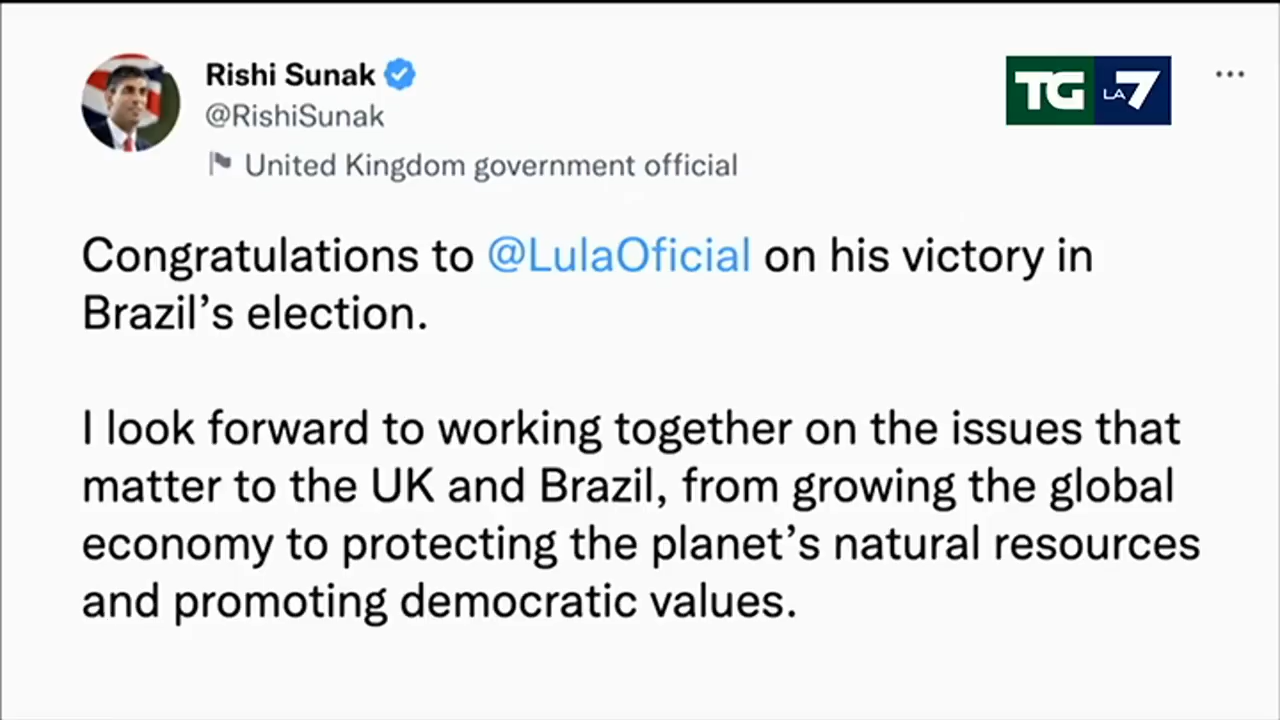 Rishi Sunak
@RishiSunak
United Kingdom government official
TG LA 7
Congratulations to @LulaOficial on his victory in
Brazil’s election.
I look forward to working together on the issues that
matter to the UK and Brazil, from growing the global
economy to protecting the planet’s natural resources
and promoting democratic values.